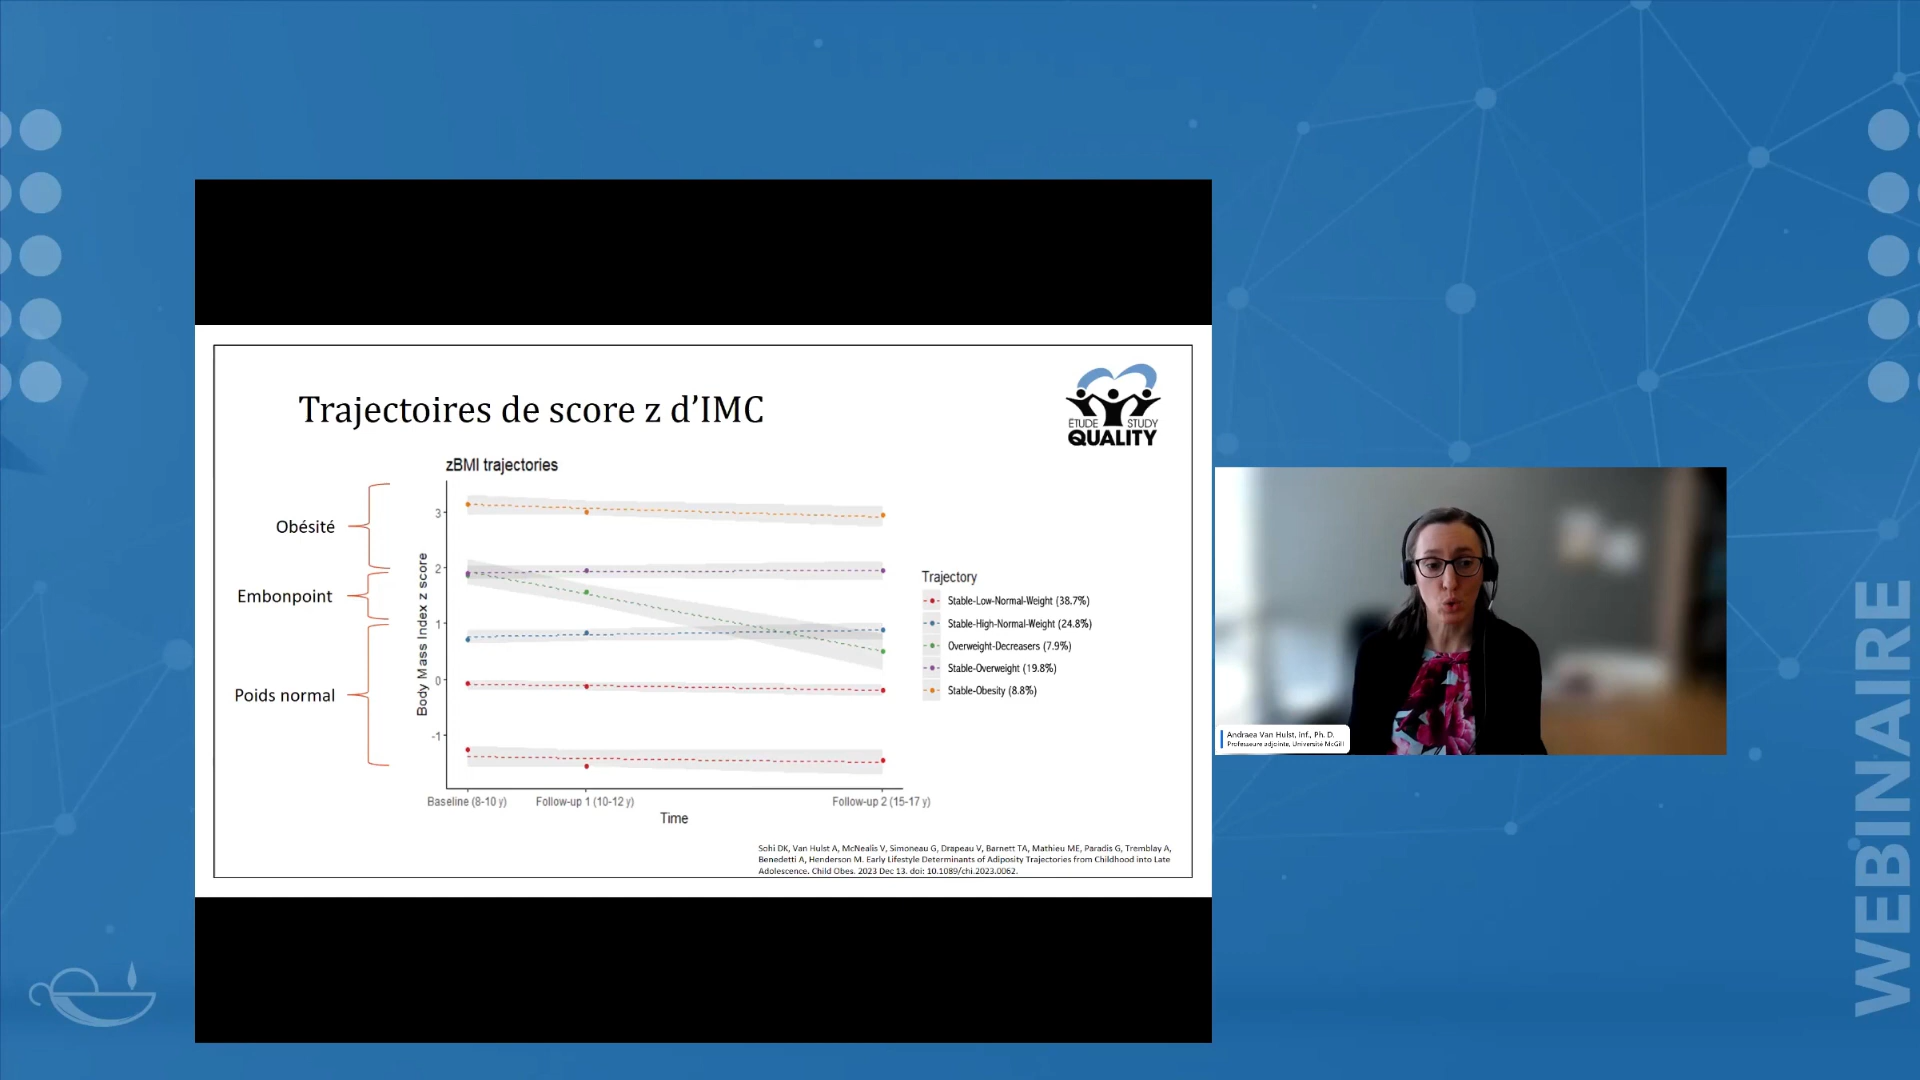 Trajectoires de score z d’IMC
ÉTUDE STUDY
QUALITY
zBMI trajectories
Obésité
Embonpoint
Poids normal
Body Mass Index z score
3
2
1
0
-1
Baseline (8-10 y)
Follow-up 1 (10-12 y)
Follow-up 2 (15-17 y)
Time
Trajectory
Stable-Low-Normal-Weight (38.7%)
Stable-High-Normal-Weight (24.8%)
Overweight-Decreasers (7.9%)
Stable-Overweight (19.8%)
Stable-Obesity (8.8%)
Sohi DK, Van Hulst A, McNealis V, Simoneau G, Drapeau V, Barnett TA, Mathieu ME, Paradis G, Tremblay A,
Benedetti A, Henderson M. Early Lifestyle Determinants of Adiposity Trajectories from Childhood into Late
Adolescence. Child Obes. 2023 Dec 13. doi: 10.1089/chi.2023.0062.
Andraea Van Hulst, inf., Ph. D.
Professeure adjointe, Université McGill
WEBINAIRE